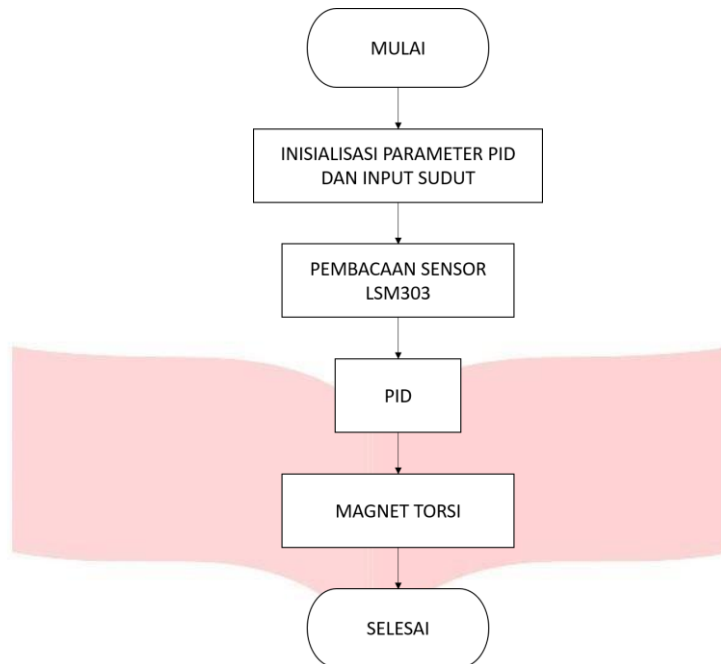 MULAI
INISIALISASI PARAMETER PID
DAN INPUT SUDUT
PEMBACAAN SENSOR
LSM303
PID
MAGNET TORSI
SELESAI